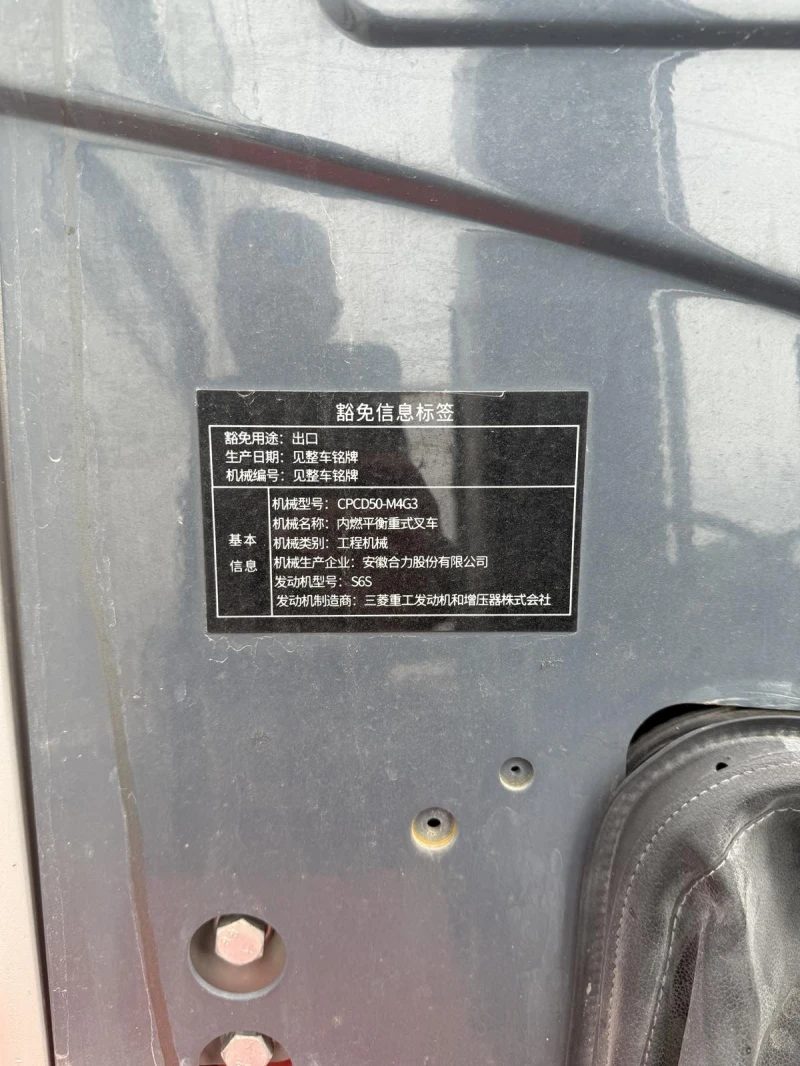 豁免信息标签
豁免用途：出口
生产日期：见整车铭牌
机械编号：见整车铭牌
机械型号：CPCD50-M4G3
机械名称：内燃平衡重式叉车
基本
信息
机械类别：工程机械
机械生产企业：安徽合力股份有限公司
发动机型号：S6S
发动机制造商：三菱重工发动机和增压器株式会社